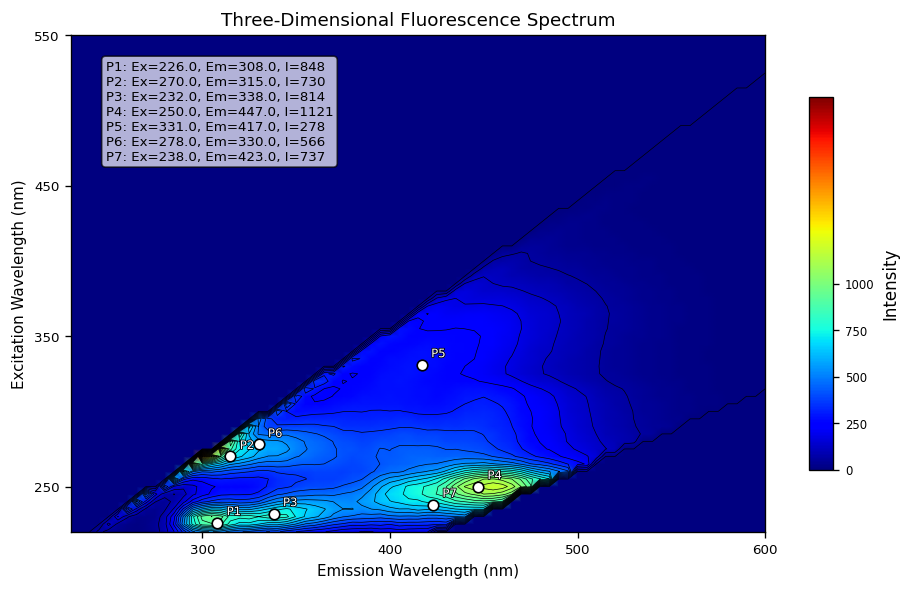 Three-Dimensional Fluorescence Spectrum
550
450
350
250
Excitation Wavelength (nm)
P1: Ex=226.0, Em=308.0, I=848
P2: Ex=270.0, Em=315.0, I=730
P3: Ex=232.0, Em=338.0, I=814
P4: Ex=250.0, Em=447.0, I=1121
P5: Ex=331.0, Em=417.0, I=278
P6: Ex=278.0, Em=330.0, I=566
P7: Ex=238.0, Em=423.0, I=737
P5
P6
P2
P4
P7
P3
P1
300
400
500
600
Emission Wavelength (nm)
1000
750
500
250
0
Intensity